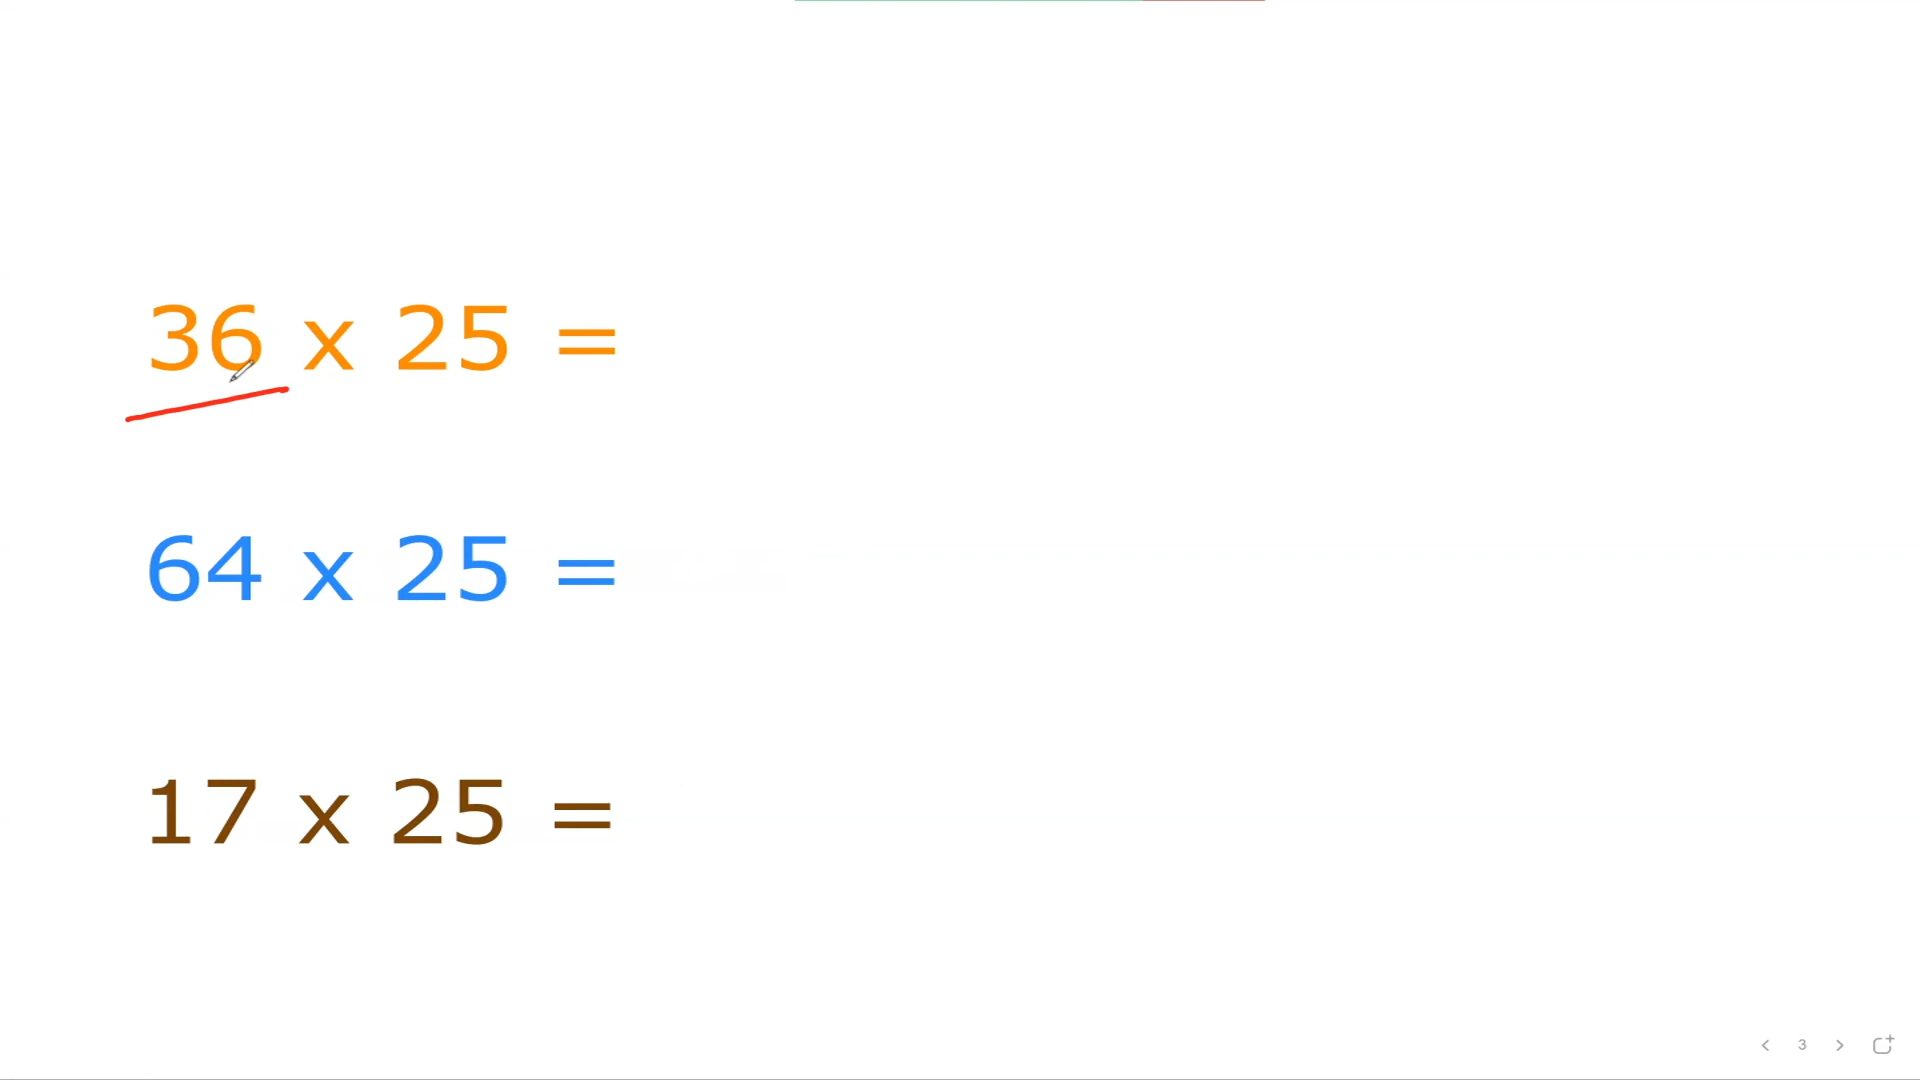 36 x 25 =
64 x 25 =
17 x 25 =
3